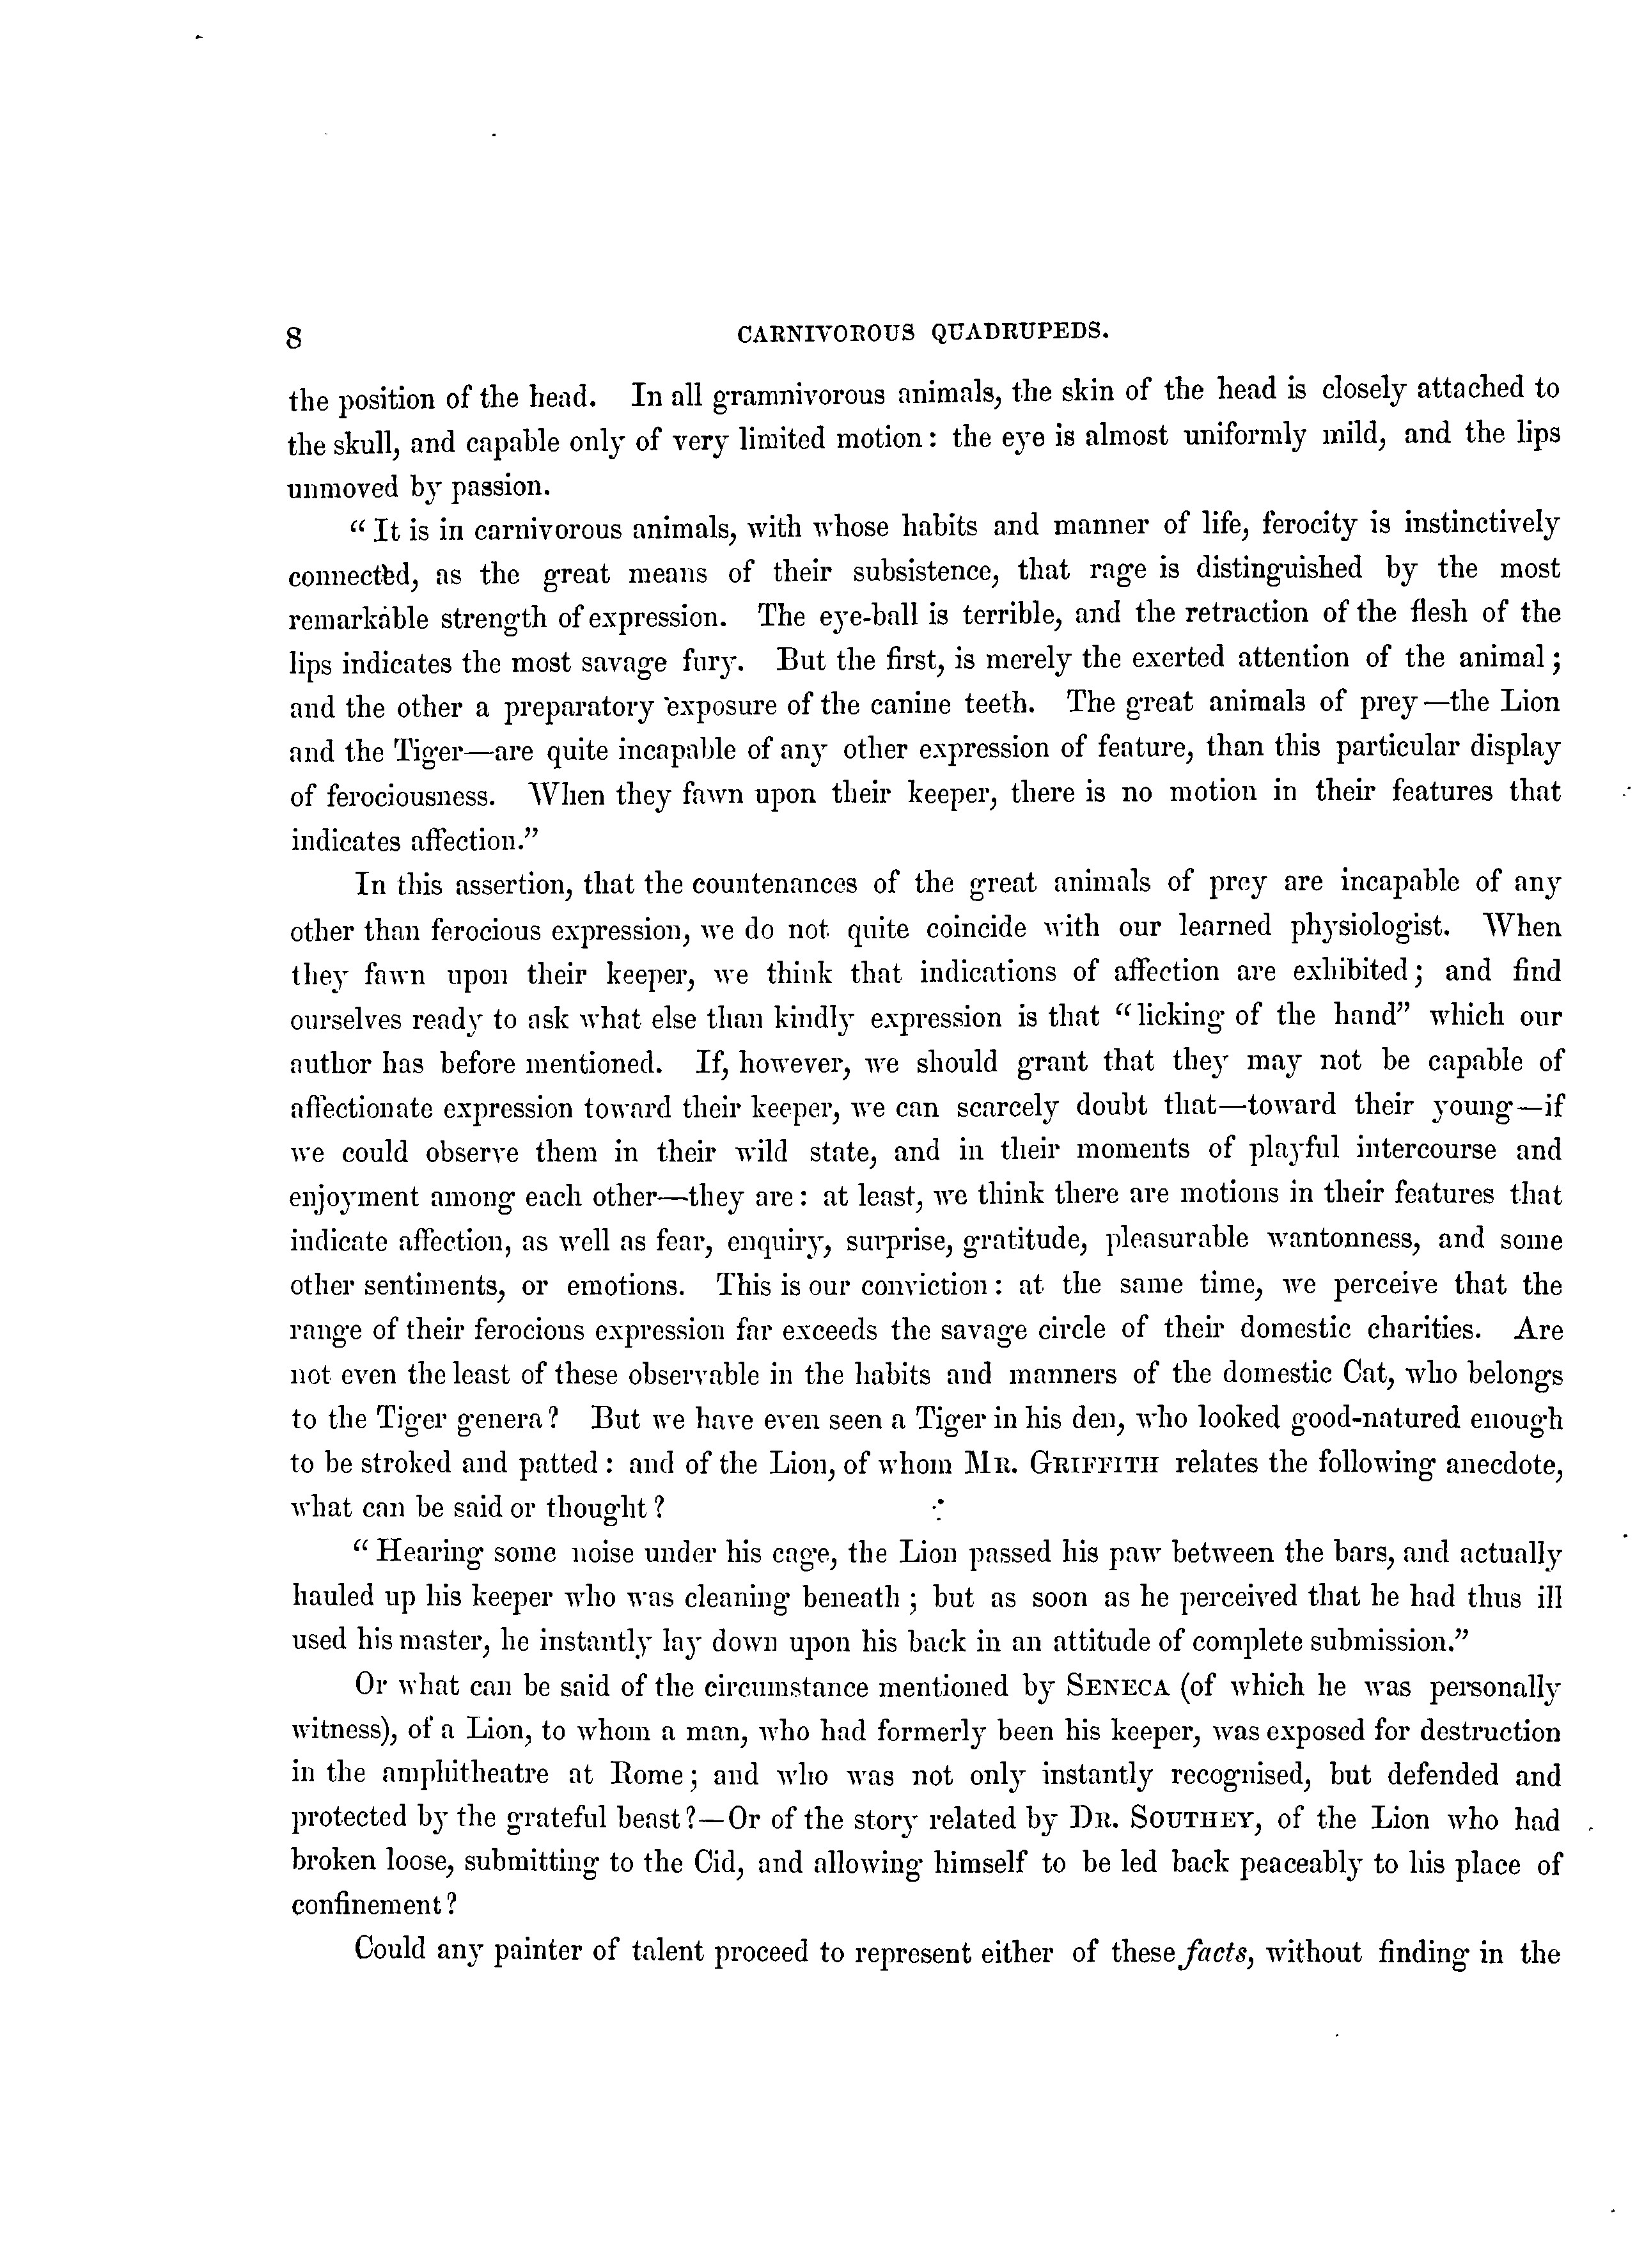 8 CARNIVOROUS QUADRUPEDS.
the position of the head. In all gramnivorous animals, the skin of the head is closely attached to
the skull, and capable only of very limited motion: the eye is almost uniformly mild, and the lips
unmoved by passion.
“It is in carnivorous animals, with whose habits and manner of life, ferocity is instinctively
connected, as the great means of their subsistence, that rage is distinguished by the most
remarkable strength of expression. The eye-ball is terrible, and the retraction of the flesh of the
lips indicates the most savage fury. But the first, is merely the exerted attention of the animal;
and the other a preparatory exposure of the canine teeth. The great animals of prey—the Lion
and the Tiger—are quite incapable of any other expression of feature, than this particular display
of ferociousness. When they fawn upon their keeper, there is no motion in their features that
indicates affection.”
In this assertion, that the countenances of the great animals of prey are incapable of any
other than ferocious expression, we do not quite coincide with our learned physiologist. When
they fawn upon their keeper, we think that indications of affection are exhibited; and find
ourselves ready to ask what else than kindly expression is that “licking of the hand” which our
author has before mentioned. If, however, we should grant that they may not be capable of
affectionate expression toward their keeper, we can scarcely doubt that—toward their young—if
we could observe them in their wild state, and in their moments of playful intercourse and
enjoyment among each other—they are: at least, we think there are motions in their features that
indicate affection, as well as fear, enquiry, surprise, gratitude, pleasurable wantonness, and some
other sentiments, or emotions. This is our conviction: at the same time, we perceive that the
range of their ferocious expression far exceeds the savage circle of their domestic charities. Are
not even the least of these observable in the habits and manners of the domestic Cat, who belongs
to the Tiger genera? But we have even seen a Tiger in his den, who looked good-natured enough
to be stroked and patted: and of the Lion, of whom MR. GRIFFITH relates the following anecdote,
what can be said or thought?
“Hearing some noise under his cage, the Lion passed his paw between the bars, and actually
hauled up his keeper who was cleaning beneath; but as soon as he perceived that he had thus ill
used his master, he instantly lay down upon his back in an attitude of complete submission.”
Or what can be said of the circumstance mentioned by SENECA (of which he was personally
witness), of a Lion, to whom a man, who had formerly been his keeper, was exposed for destruction
in the amphitheatre at Rome; and who was not only instantly recognised, but defended and
protected by the grateful beast?—Or of the story related by DR. SOUTHEY, of the Lion who had
broken loose, submitting to the Cid, and allowing himself to be led back peaceably to his place of
confinement?
Could any painter of talent proceed to represent either of these facts, without finding in the